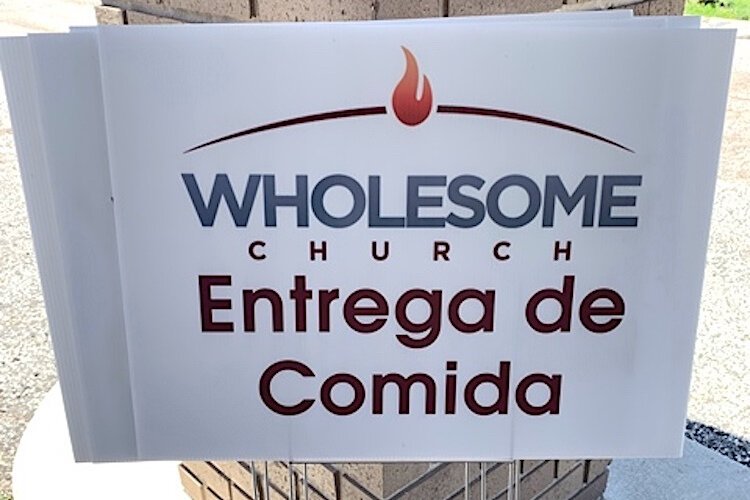 WHOLESOME
CHURCH
Entrega de
Comida